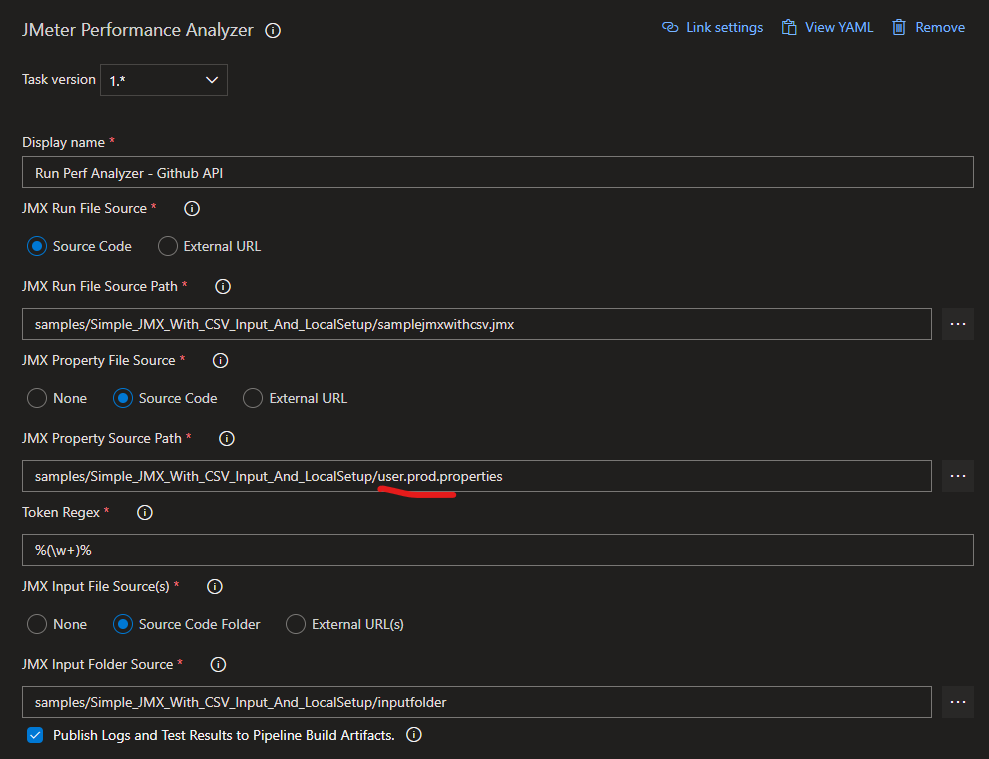 JMeter Performance Analyzer
Link settings
View YAML
Remove
Task version 1.*
Display name *
Run Perf Analyzer - Github API
JMX Run File Source *
Source Code External URL
JMX Run File Source Path *
samples/Simple_JMX_With_CSV_Input_And_LocalSetup/samplejmxwithcsv.jmx
...
JMX Property File Source *
None Source Code External URL
JMX Property Source Path *
samples/Simple_JMX_With_CSV_Input_And_LocalSetup/user.prod.properties
...
Token Regex *
%(\w+)%
JMX Input File Source(s) *
None Source Code Folder External URL(s)
JMX Input Folder Source *
samples/Simple_JMX_With_CSV_Input_And_LocalSetup/inputfolder
...
Publish Logs and Test Results to Pipeline Build Artifacts.